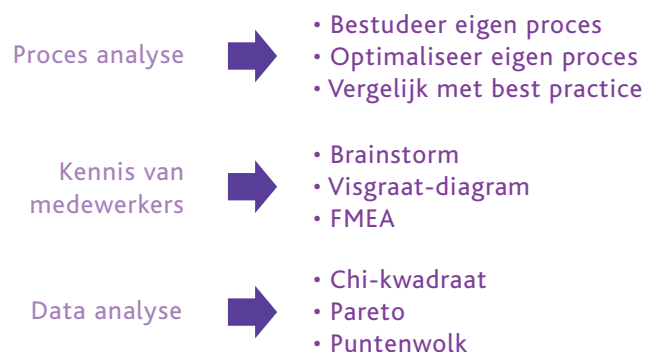 Proces analyse
• Bestudeer eigen proces
• Optimaliseer eigen proces
• Vergelijk met best practice
Kennis van
medewerkers
• Brainstorm
• Visgraat-diagram
• FMEA
Data analyse
• Chi-kwadraat
• Pareto
• Puntenwolk